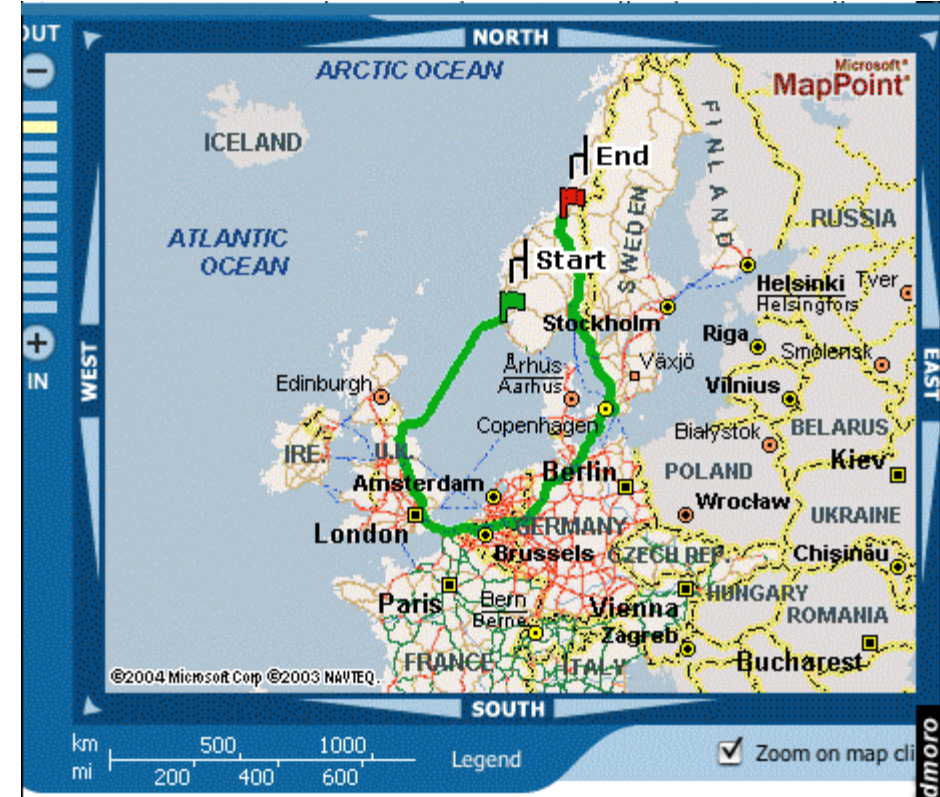 OUT
NORTH
ARCTIC OCEAN
Microsoft®
MapPoint®
ICELAND
FINLAND
End
SWEDEN
RUSSIA
ATLANTIC
OCEAN
Start
Helsinki
Helsingfors
Tver
Stockholm
Riga
Smolensk
IN
WEST
EAST
Århus
Aarhus
Växjö
Edinburgh
Vilnius
Copenhagen
Białystok
BELARUS
IRE.
U.K.
Amsterdam
Berlin
POLAND
Kiev
Wrocław
London
GERMANY
UKRAINE
Brussels
CZECH REP.
Chișinău
Paris
Bern
Berne
Vienna
HUNGARY
ROMANIA
Zagreb
FRANCE
ITALY
Bucharest
©2004 Microsoft Corp ©2003 NAVTEQ.
SOUTH
km
500
1000
mi
200
400
600
Legend
Zoom on map cli
dmoro